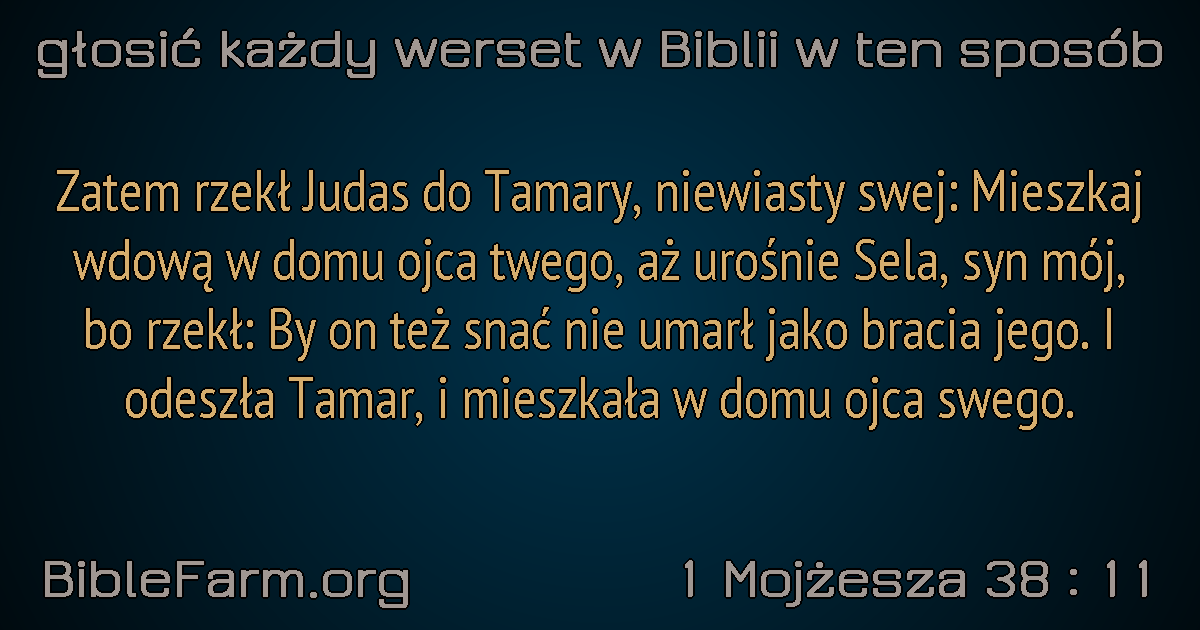 głosić każdy werset w Biblii w ten sposób
Zatem rzekł Judas do Tamary, niewiasty swej: Mieszkaj
wdową w domu ojca twego, aż urośnie Sela, syn mój,
bo rzekł: By on też snać nie umarł jako bracia jego. I
odeszła Tamar, i mieszkała w domu ojca swego.
BibleFarm.org
1 Mojżesza 38 : 11